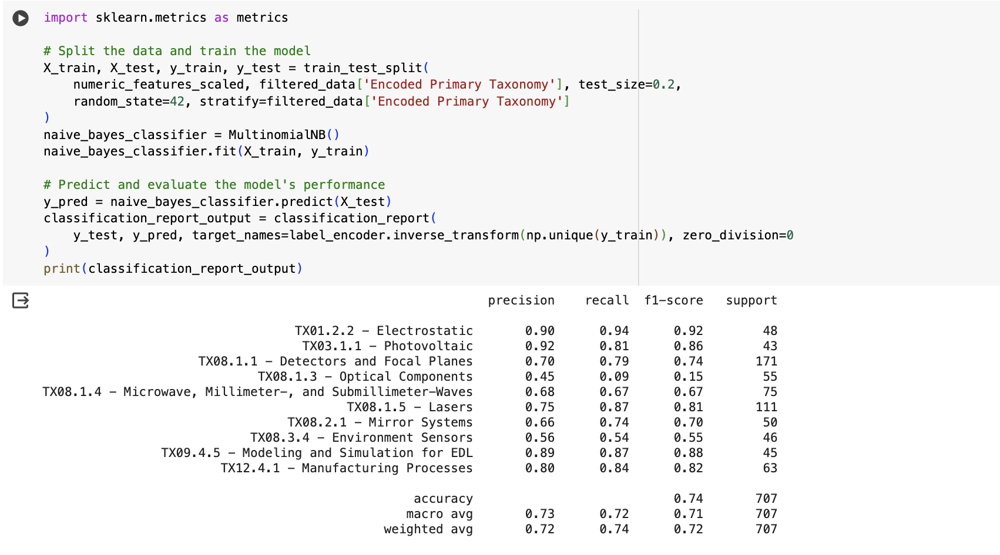 import sklearn.metrics as metrics
# Split the data and train the model
X_train, X_test, y_train, y_test = train_test_split(
    numeric_features_scaled, filtered_data['Encoded Primary Taxonomy'], test_size=0.2,
    random_state=42, stratify=filtered_data['Encoded Primary Taxonomy']
)
naive_bayes_classifier = MultinomialNB()
naive_bayes_classifier.fit(X_train, y_train)
# Predict and evaluate the model's performance
y_pred = naive_bayes_classifier.predict(X_test)
classification_report_output = classification_report(
    y_test, y_pred, target_names=label_encoder.inverse_transform(np.unique(y_train)), zero_division=0
)
print(classification_report_output)
precision recall f1-score support
TX01.2.2 - Electrostatic 0.90 0.94 0.92 48
TX03.1.1 - Photovoltaic 0.92 0.81 0.86 43
TX08.1.1 - Detectors and Focal Planes 0.70 0.79 0.74 171
TX08.1.3 - Optical Components 0.45 0.09 0.15 55
TX08.1.4 - Microwave, Millimeter-, and Submillimeter-Waves 0.68 0.67 0.67 75
TX08.1.5 - Lasers 0.75 0.87 0.81 111
TX08.2.1 - Mirror Systems 0.66 0.74 0.70 50
TX08.3.4 - Environment Sensors 0.56 0.54 0.55 46
TX09.4.5 - Modeling and Simulation for EDL 0.89 0.87 0.88 45
TX12.4.1 - Manufacturing Processes 0.80 0.84 0.82 63
accuracy 0.74 707
macro avg 0.73 0.72 0.71 707
weighted avg 0.72 0.74 0.72 707